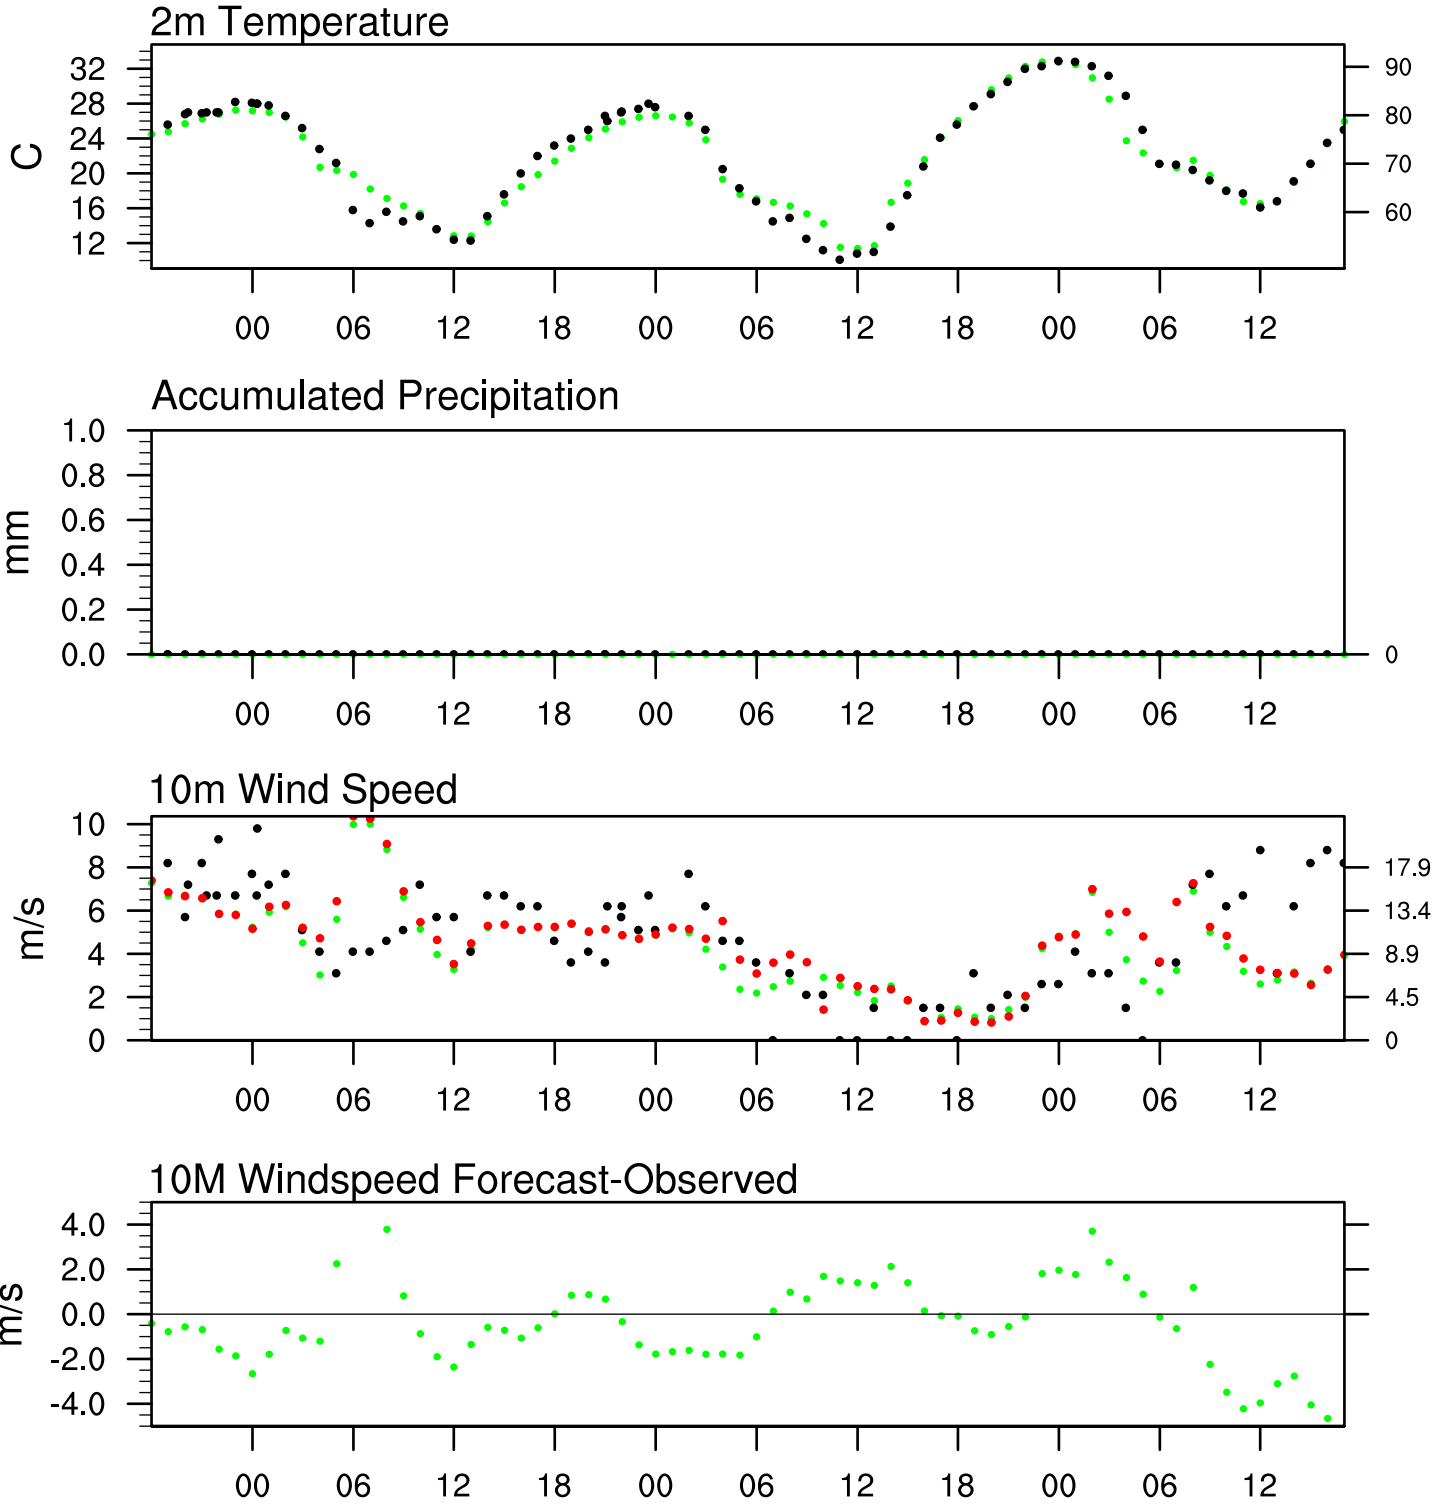 2m Temperature
32
28
24
20
16
12
C
90
80
70
60
00 06 12 18 00 06 12 18 00 06 12
Accumulated Precipitation
1.0
0.8
0.6
0.4
0.2
0.0
mm
0
00 06 12 18 00 06 12 18 00 06 12
10m Wind Speed
10
8
6
4
2
0
m/s
17.9
13.4
8.9
4.5
0
00 06 12 18 00 06 12 18 00 06 12
10M Windspeed Forecast-Observed
4.0
2.0
0.0
-2.0
-4.0
m/s
00 06 12 18 00 06 12 18 00 06 12